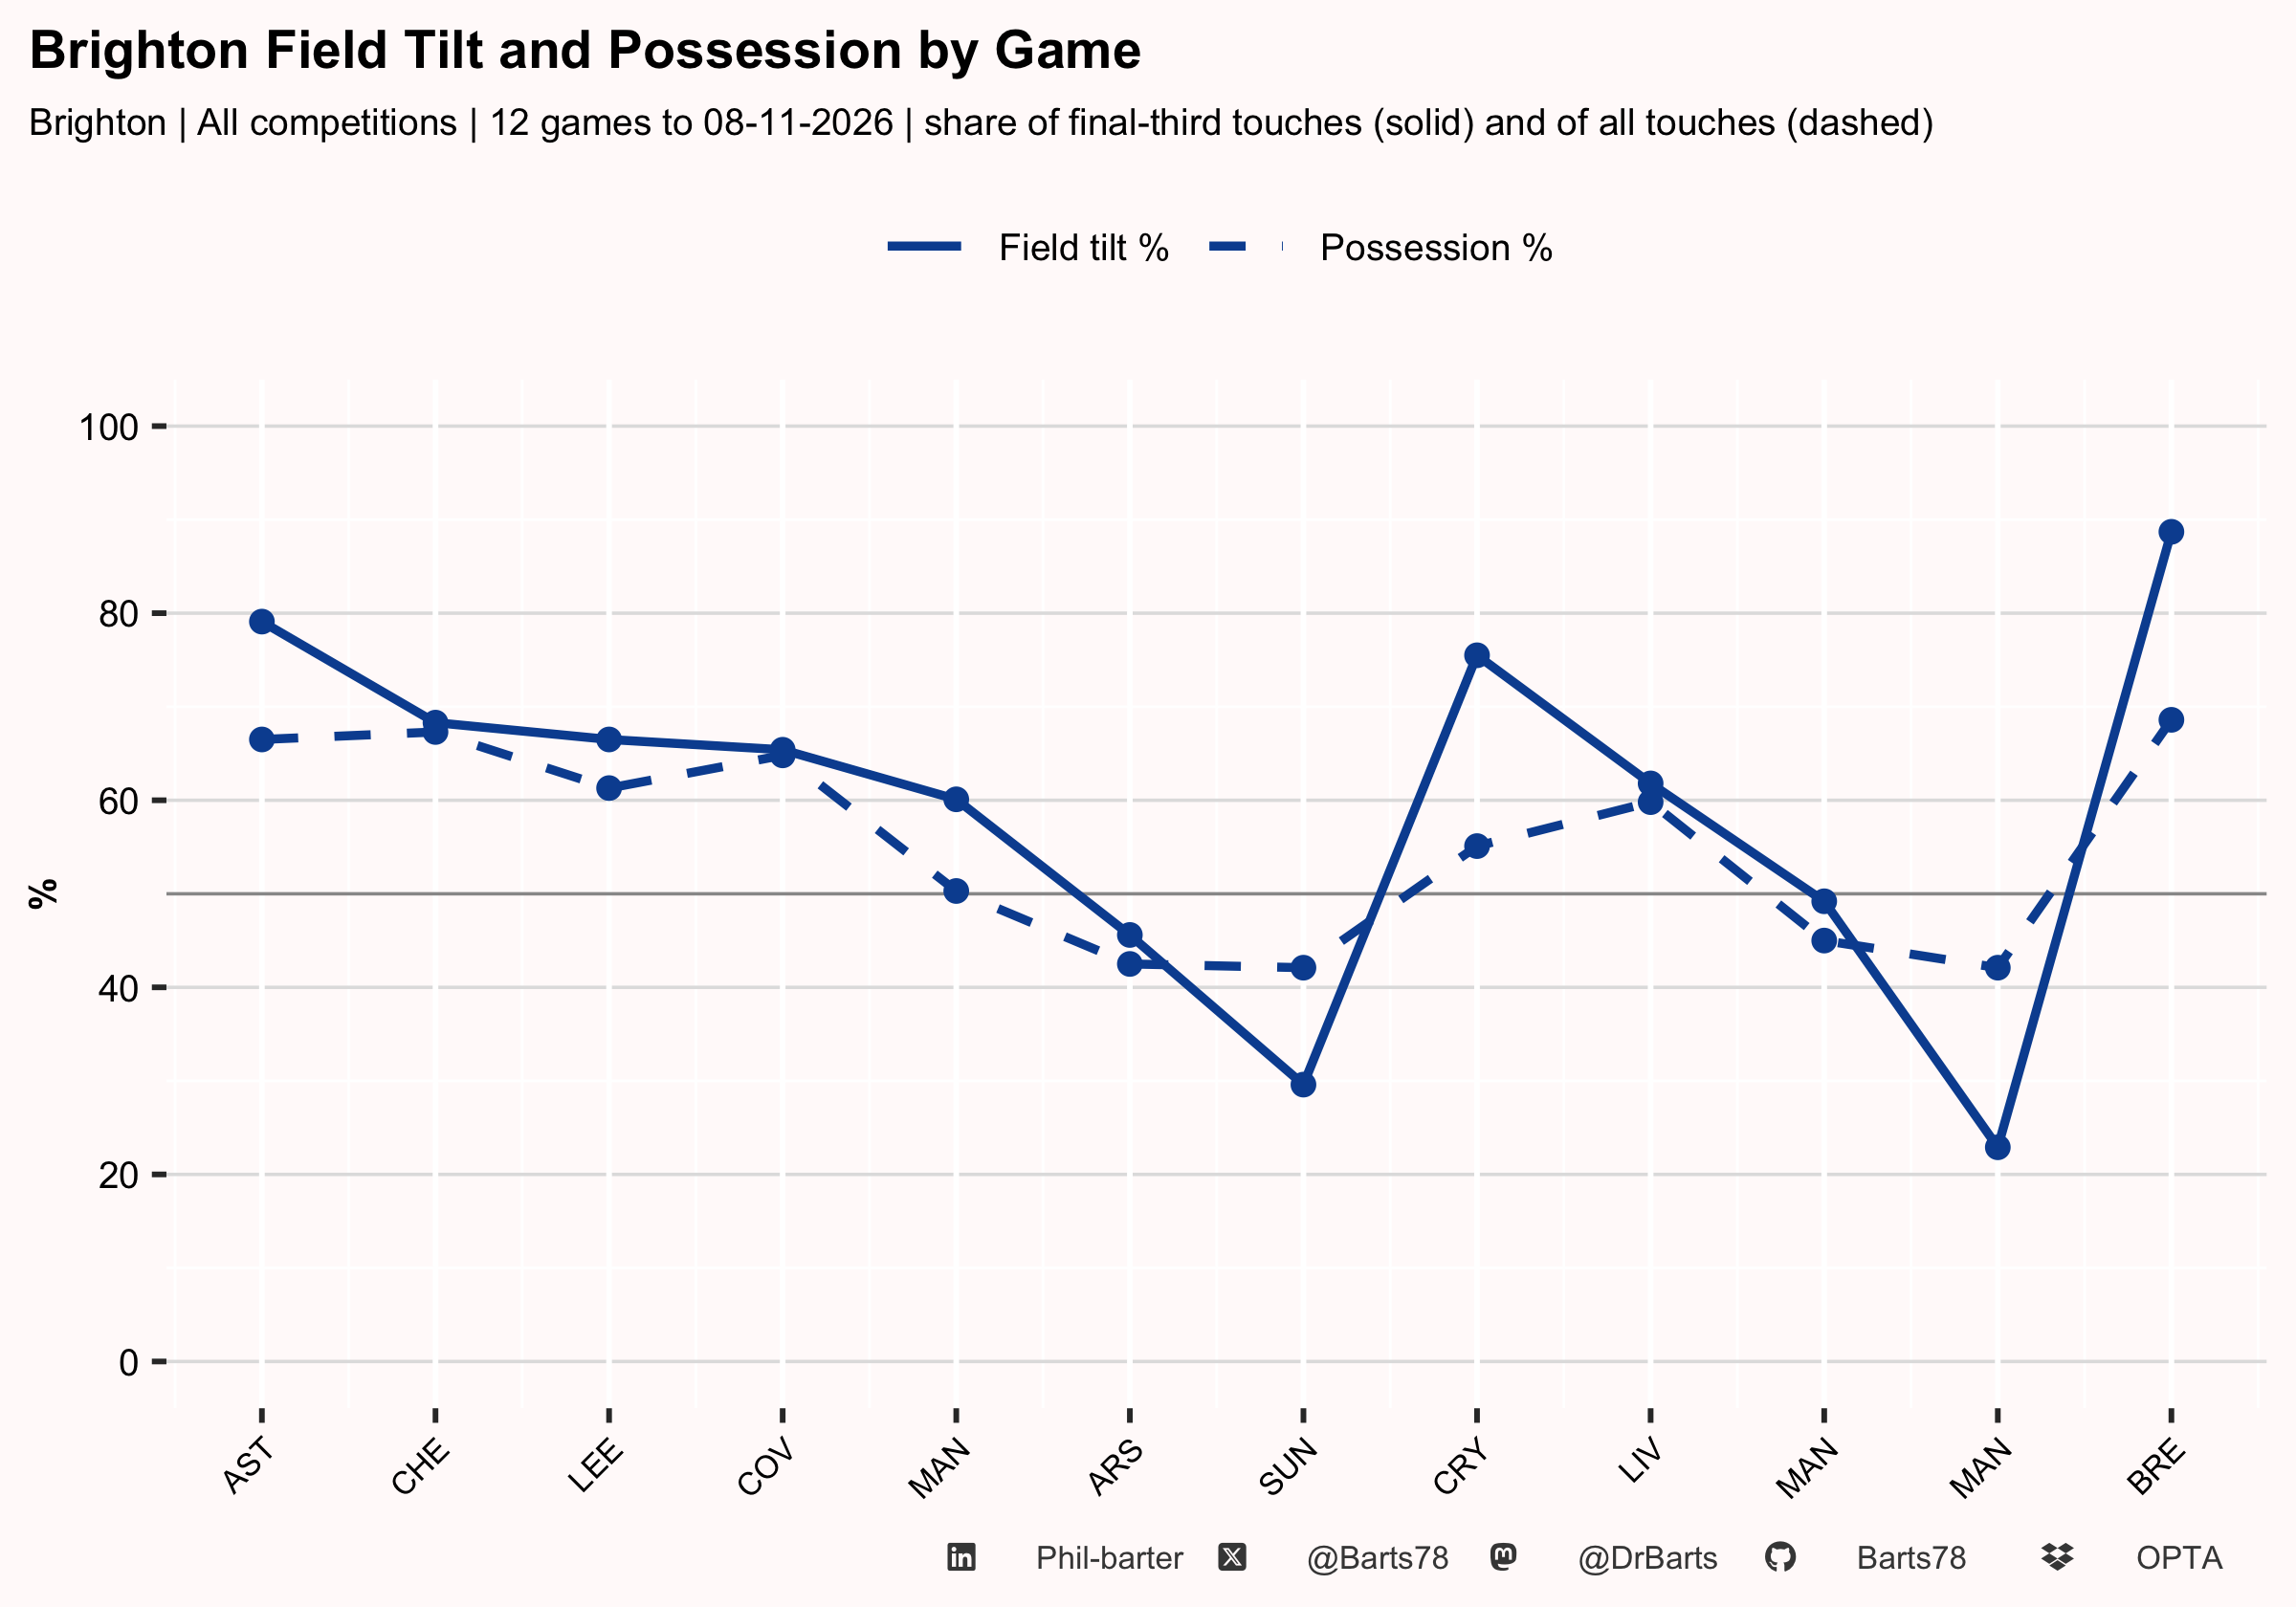 Brighton Field Tilt and Possession by Game
Brighton | All competitions | 12 games to 08-11-2026 | share of final-third touches (solid) and of all touches (dashed)
Field tilt % Possession %
100
80
60
40
20
0
%
AST CHE LEE COV MAN ARS SUN CRY LIV MAN MAN BRE
Phil-barter @Barts78 @DrBarts Barts78 OPTA